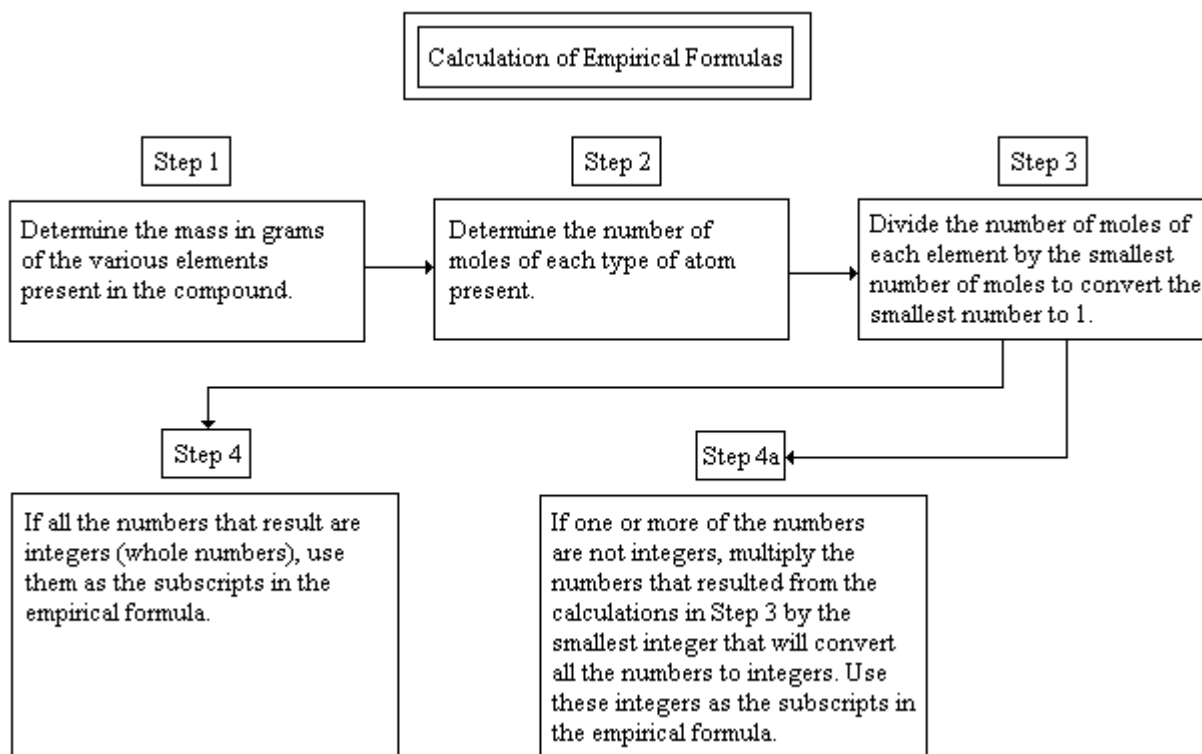 Calculation of Empirical Formulas
Step 1
Determine the mass in grams
of the various elements
present in the compound.
Step 2
Determine the number of
moles of each type of atom
present.
Step 3
Divide the number of moles of
each element by the smallest
number of moles to convert the
smallest number to 1.
Step 4
If all the numbers that result are
integers (whole numbers), use
them as the subscripts in the
empirical formula.
Step 4a
If one or more of the numbers
are not integers, multiply the
numbers that resulted from the
calculations in Step 3 by the
smallest integer that will convert
all the numbers to integers. Use
these integers as the subscripts in
the empirical formula.